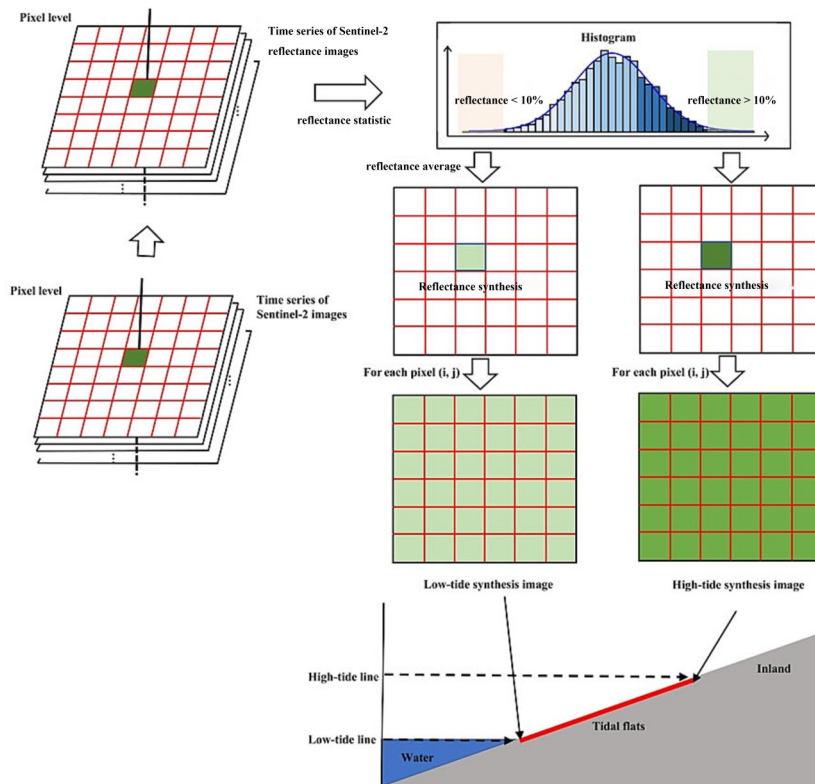 Pixel level
Time series of Sentinel-2
reflectance images
reflectance statistic
Histogram
reflectance < 10%
reflectance > 10%
reflectance average
Reflectance synthesis
Reflectance synthesis
Pixel level
Time series of
Sentinel-2 images
For each pixel (i, j)
For each pixel (i, j)
Low-tide synthesis image
High-tide synthesis image
High-tide line
Inland
Low-tide line
Tidal flats
Water